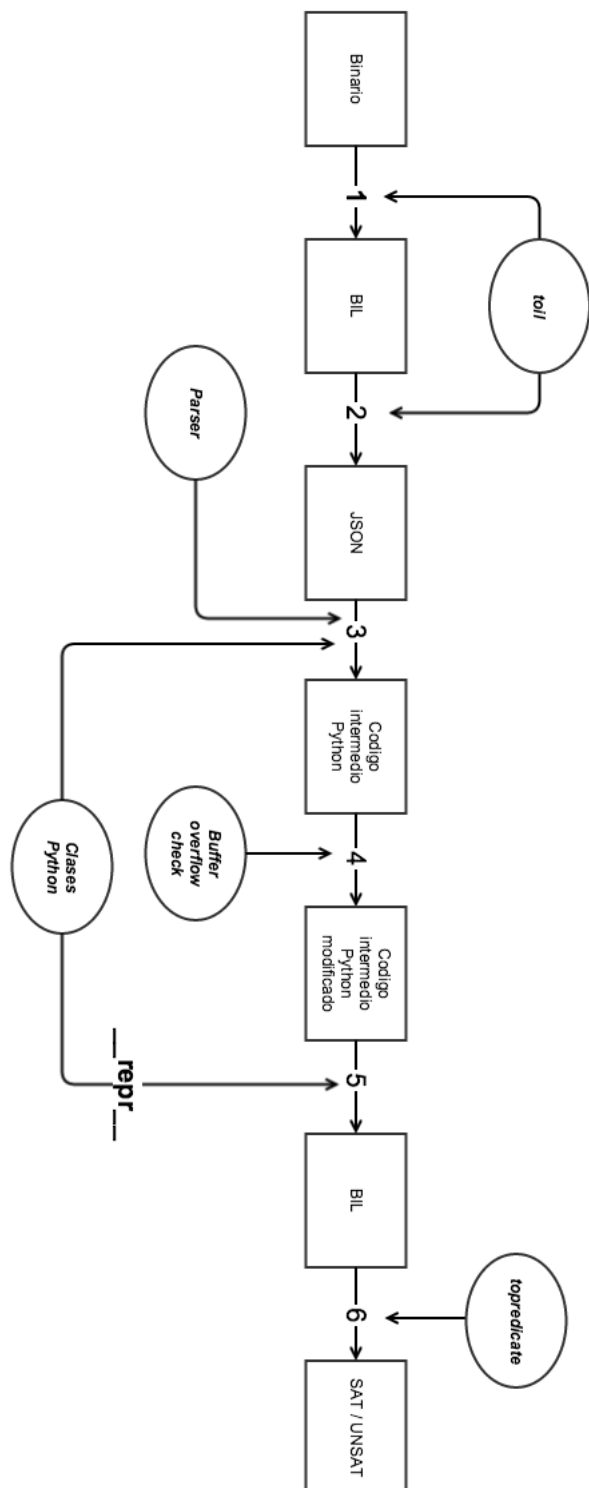 Binario
1
toil
BIL
2
Parser
JSON
3
Codigo
intermedio
Python
Clases
Python
Buffer
overflow
check
4
Codigo
intermedio
Python
modificado
__repr__
5
BIL
topredicate
6
SAT / UNSAT